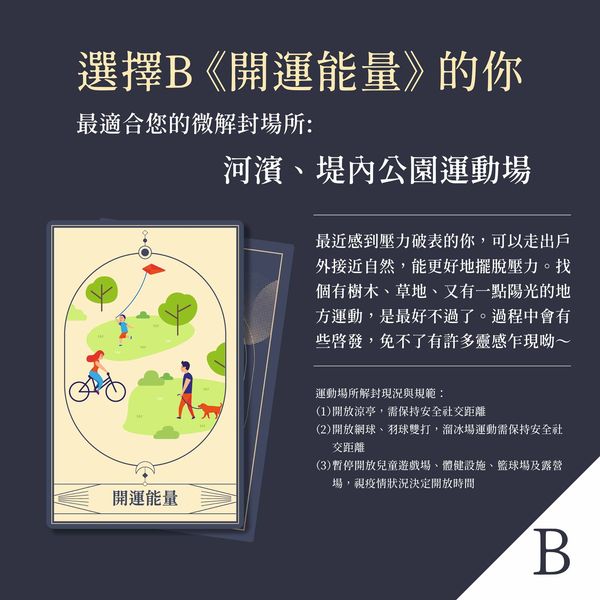 選擇B《開運能量》的你
最適合您的微解封場所:
河濱、堤內公園運動場
最近感到壓力破表的你，可以走出戶
外接近自然，能更好地擺脫壓力。找
個有樹木、草地、又有一點陽光的地
方運動，是最好不過了。過程中會有
些啓發，免不了有許多靈感乍現呦～
運動場所解封現況與規範：
(1)開放涼亭，需保持安全社交距離
(2)開放網球、羽球雙打，溜冰場運動需保持安全社
交距離
(3)暫停開放兒童遊戲場、體健設施、籃球場及露營
場，視疫情狀況決定開放時間
開運能量
B